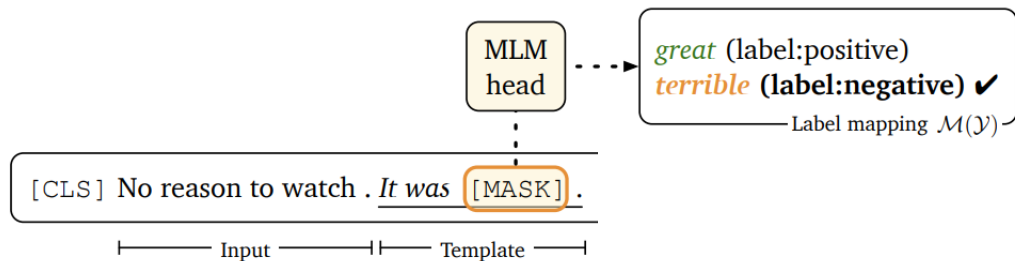 MLM
head
great (label:positive)
terrible (label:negative) ✔
Label mapping 𝓜(𝒴)
[CLS] No reason to watch . It was [MASK] .
Input
Template